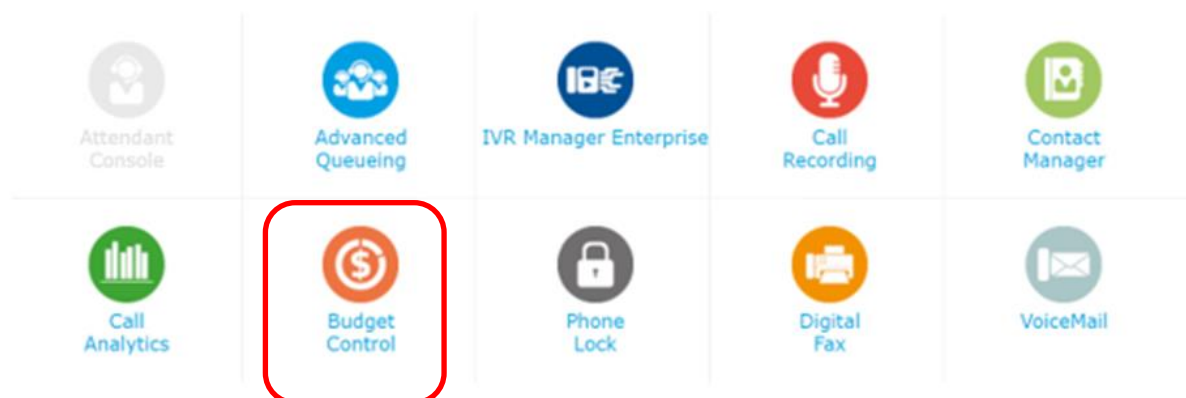 Attendant
Console
Advanced
Queueing
IVR Manager Enterprise
Call
Recording
Contact
Manager
Call
Analytics
Budget
Control
Phone
Lock
Digital
Fax
VoiceMail